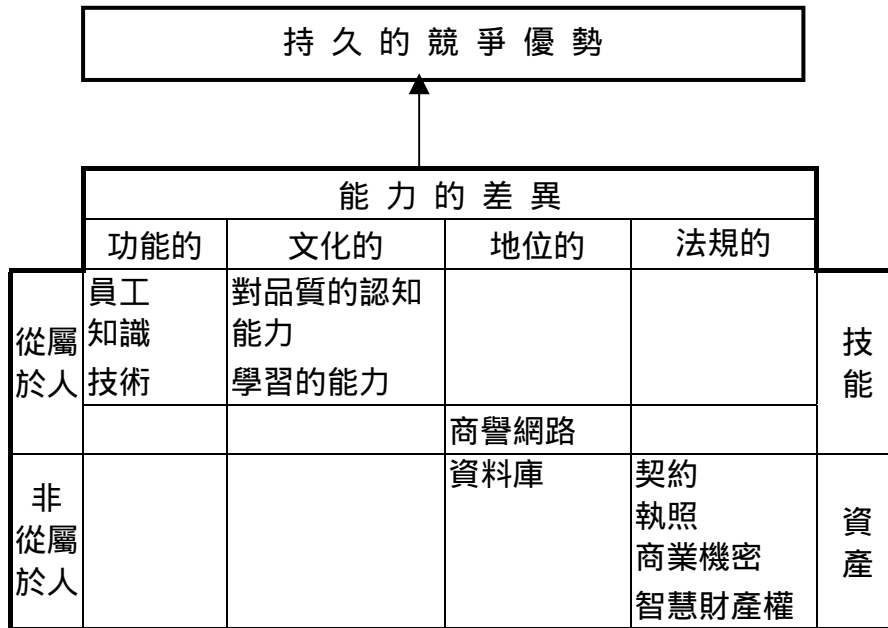 持久的競爭優勢
能力的差異
功能的 文化的 地位的 法規的
從屬
於人
員工
知識
技術
對品質的認知
能力
學習的能力
技
能
商譽網路
非
從屬
於人
資料庫
契約
執照
商業機密
智慧財產權
資
產